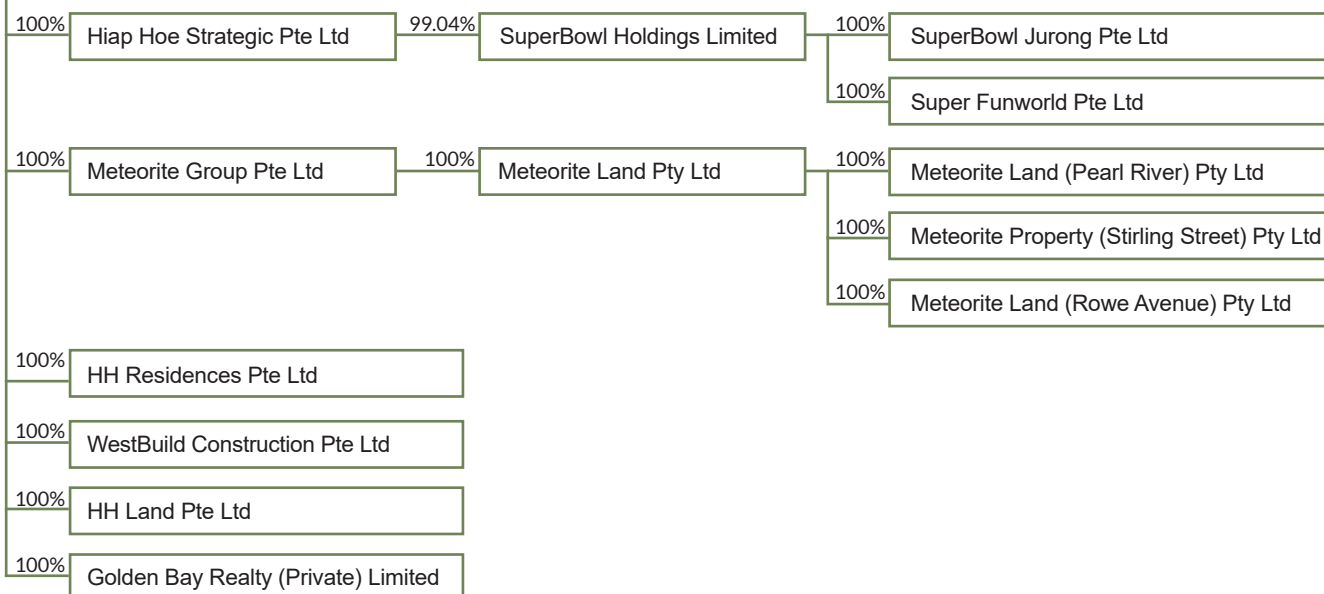 100% Hiap Hoe Strategic Pte Ltd 99.04% SuperBowl Holdings Limited 100% SuperBowl Jurong Pte Ltd
100% Super Funworld Pte Ltd
100% Meteorite Group Pte Ltd 100% Meteorite Land Pty Ltd 100% Meteorite Land (Pearl River) Pty Ltd
100% Meteorite Property (Stirling Street) Pty Ltd
100% Meteorite Land (Rowe Avenue) Pty Ltd
100% HH Residences Pte Ltd
100% WestBuild Construction Pte Ltd
100% HH Land Pte Ltd
100% Golden Bay Realty (Private) Limited